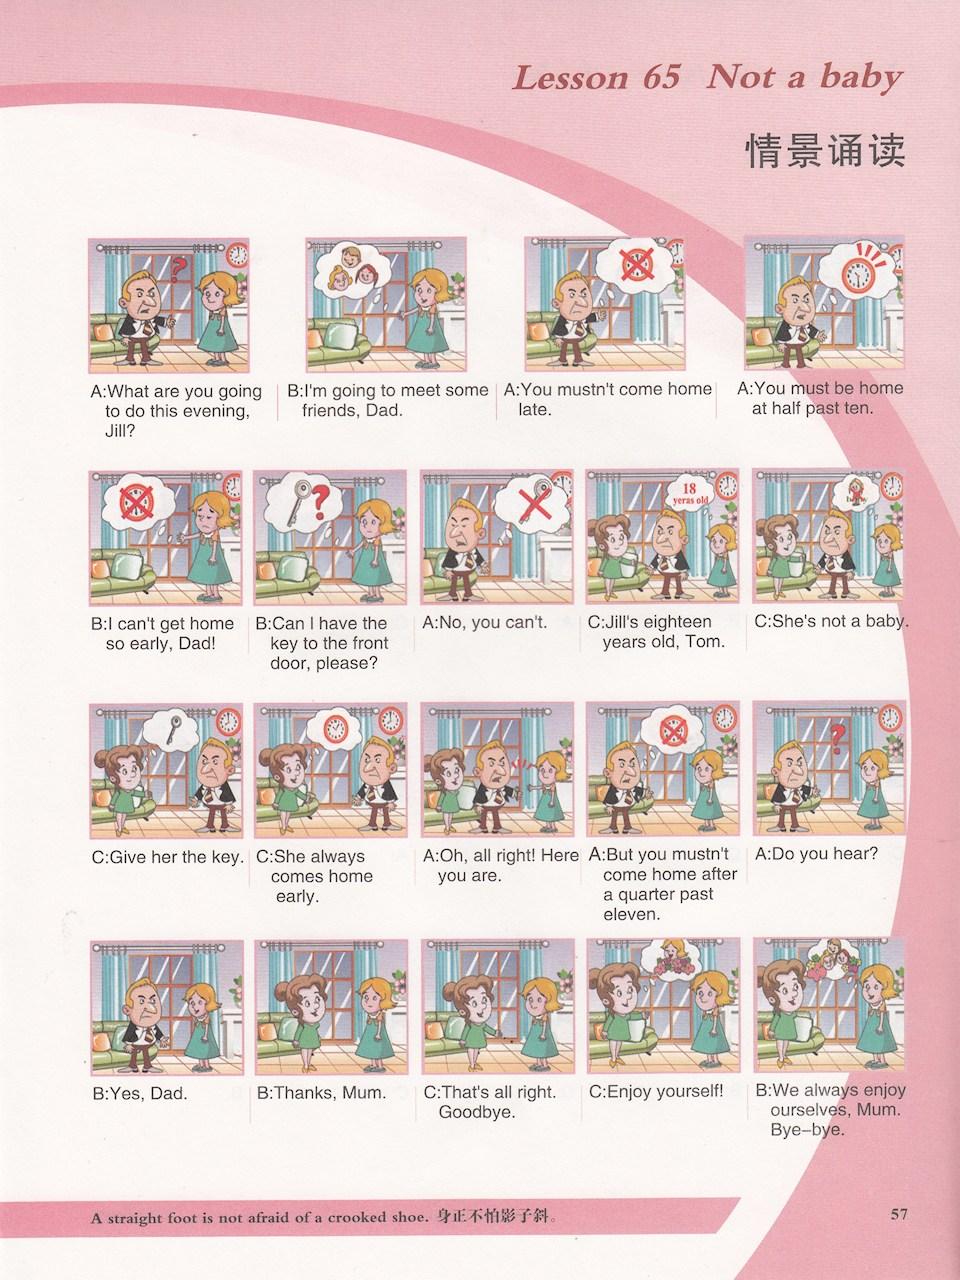 Lesson 65 Not a baby
情景诵读
A:What are you going
to do this evening,
Jill?
B:I'm going to meet some
friends, Dad.
A:You mustn't come home
late.
A:You must be home
at half past ten.
18
yeras old
B:I can't get home
so early, Dad!
B:Can I have the
key to the front
door, please?
A:No, you can't.
C:Jill's eighteen
years old, Tom.
C:She's not a baby.
C:Give her the key.
C:She always
comes home
early.
A:Oh, all right! Here
you are.
A:But you mustn't
come home after
a quarter past
eleven.
A:Do you hear?
B:Yes, Dad.
B:Thanks, Mum.
C:That's all right.
Goodbye.
C:Enjoy yourself!
B:We always enjoy
ourselves, Mum.
Bye–bye.
A straight foot is not afraid of a crooked shoe. 身正不怕影子斜。
57